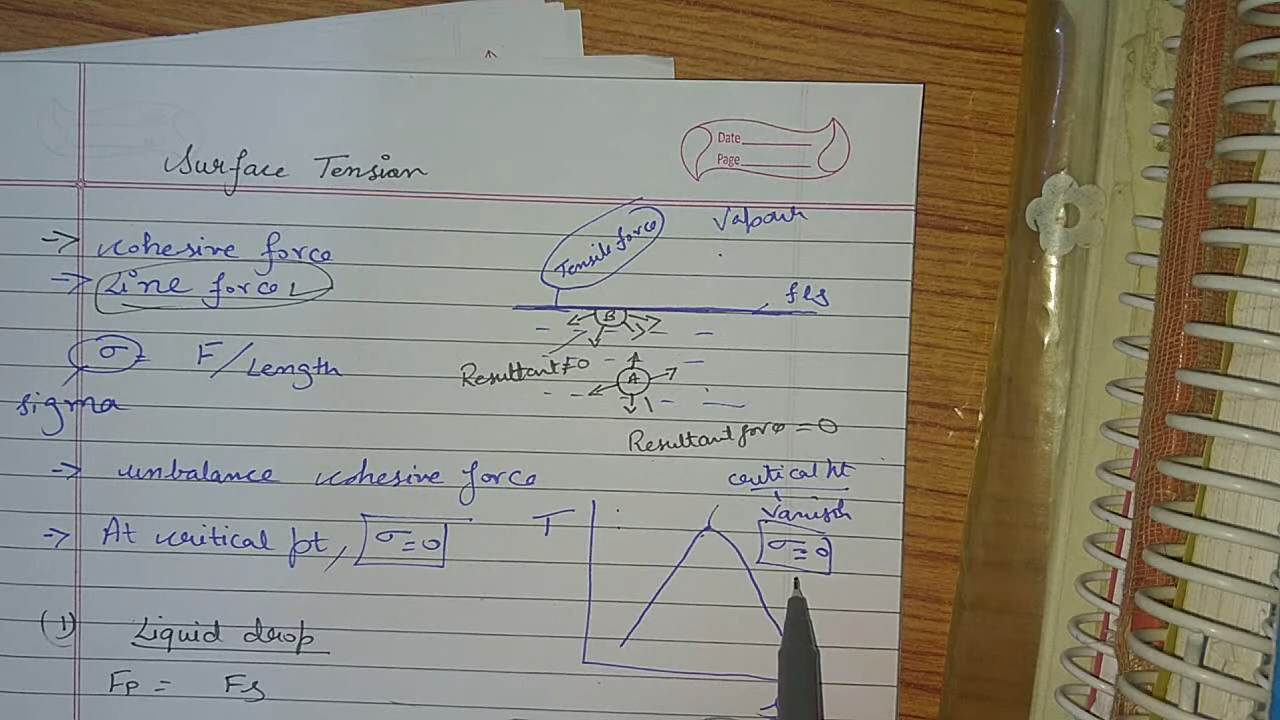 Date
Page
Surface Tension
-> cohesive force
-> Line force,
σ = F/Length
sigma
Tensile force
Vapour
fls
B
Resultant ≠ 0
A
Resultant force = 0
-> unbalance cohesive force
-> At critical pt, σ = 0
critical pt
Vanish
σ = 0
T
(1) Liquid drop
Fp = Fs